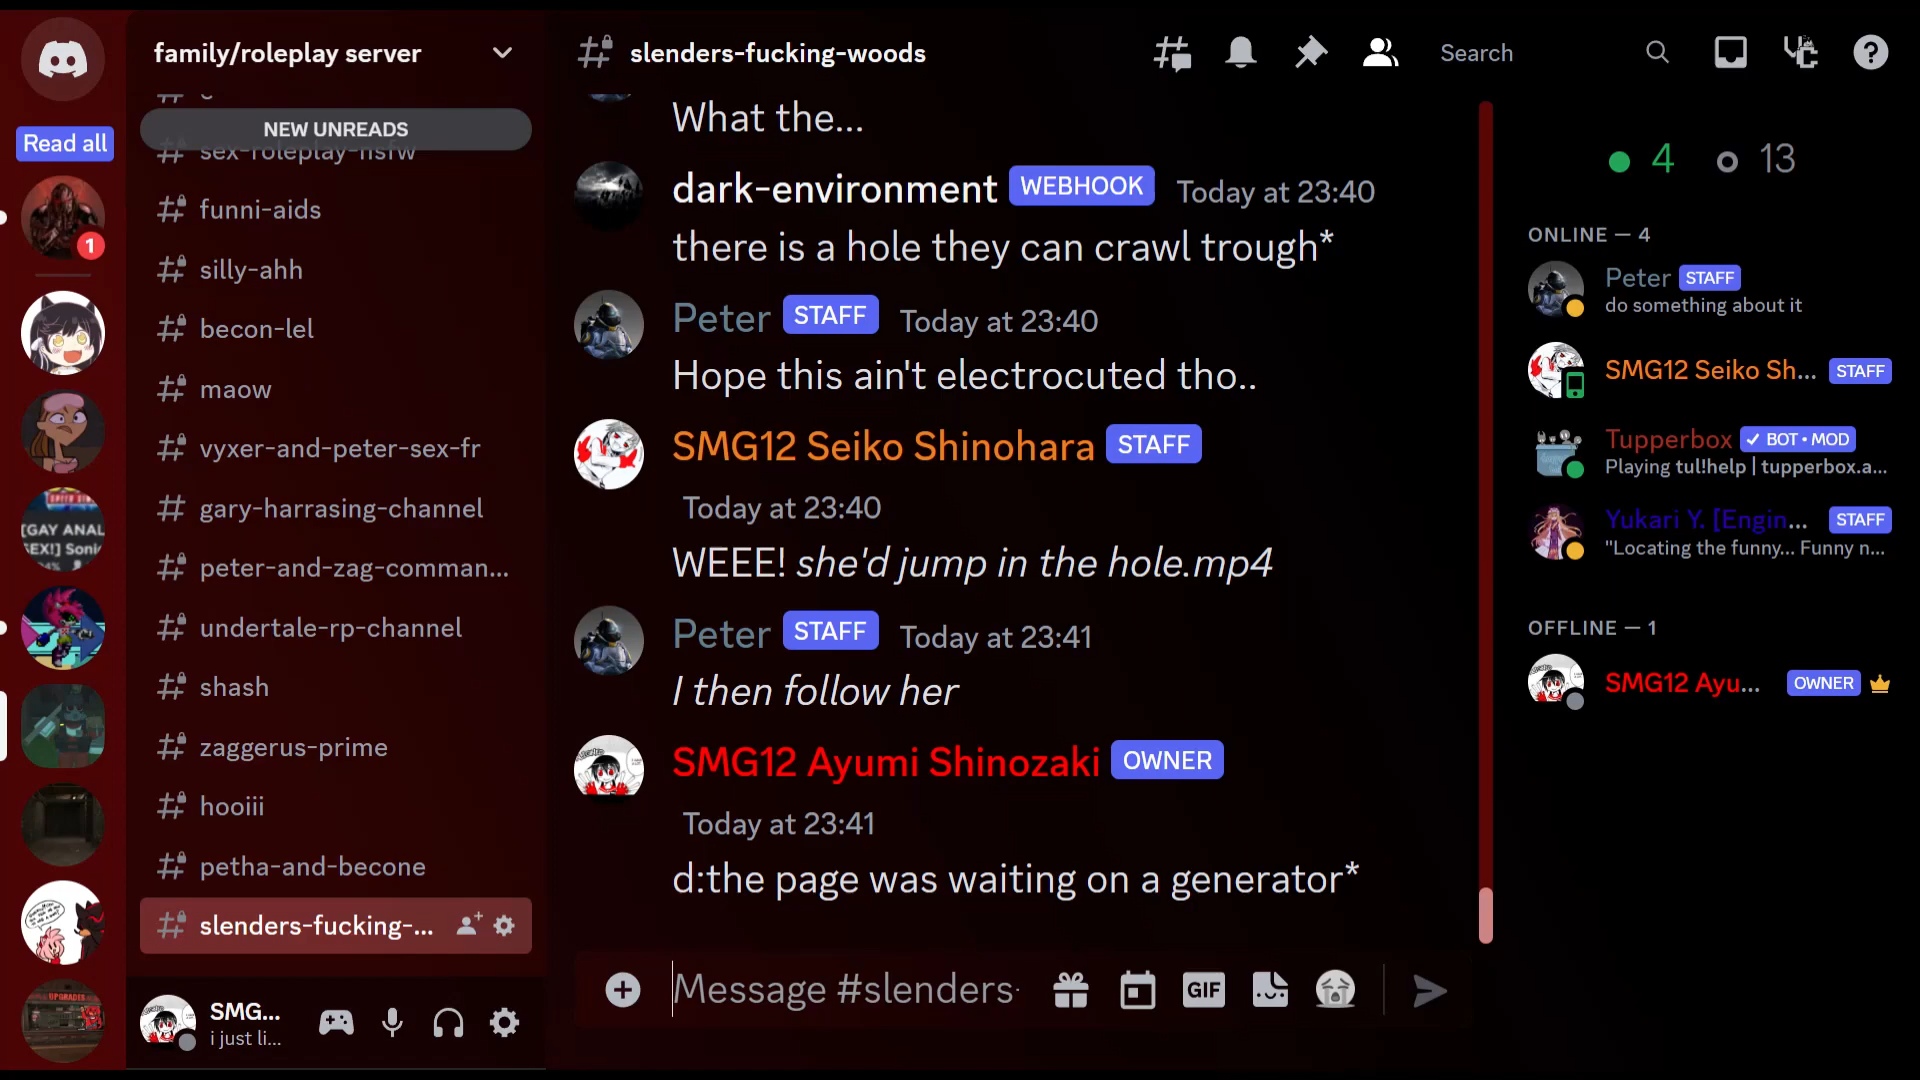 family/roleplay server
Read all
NEW UNREADS
sex-roleplay-nsfw
funni-aids
silly-ahh
becon-lel
maow
vyxer-and-peter-sex-fr
gary-harrasing-channel
peter-and-zag-comman...
undertale-rp-channel
shash
zaggerus-prime
hooiii
petha-and-becone
slenders-fucking-...
1
[GAY ANAL
SEX!] Soni
UPGRADES
SMG...
i just li...
slenders-fucking-woods
Search
What the...
dark-environment WEBHOOK Today at 23:40
there is a hole they can crawl trough*
Peter STAFF Today at 23:40
Hope this ain't electrocuted tho..
SMG12 Seiko Shinohara STAFF
Today at 23:40
WEEE! she'd jump in the hole.mp4
Peter STAFF Today at 23:41
I then follow her
SMG12 Ayumi Shinozaki OWNER
Today at 23:41
d:the page was waiting on a generator*
Message #slenders-
GIF
4 13
ONLINE — 4
Peter STAFF
do something about it
SMG12 Seiko Sh... STAFF
Tupperbox ✓ BOT • MOD
Playing tul!help | tupperbox.a...
Yukari Y. [Engin... STAFF
"Locating the funny... Funny n...
OFFLINE — 1
SMG12 Ayu... OWNER